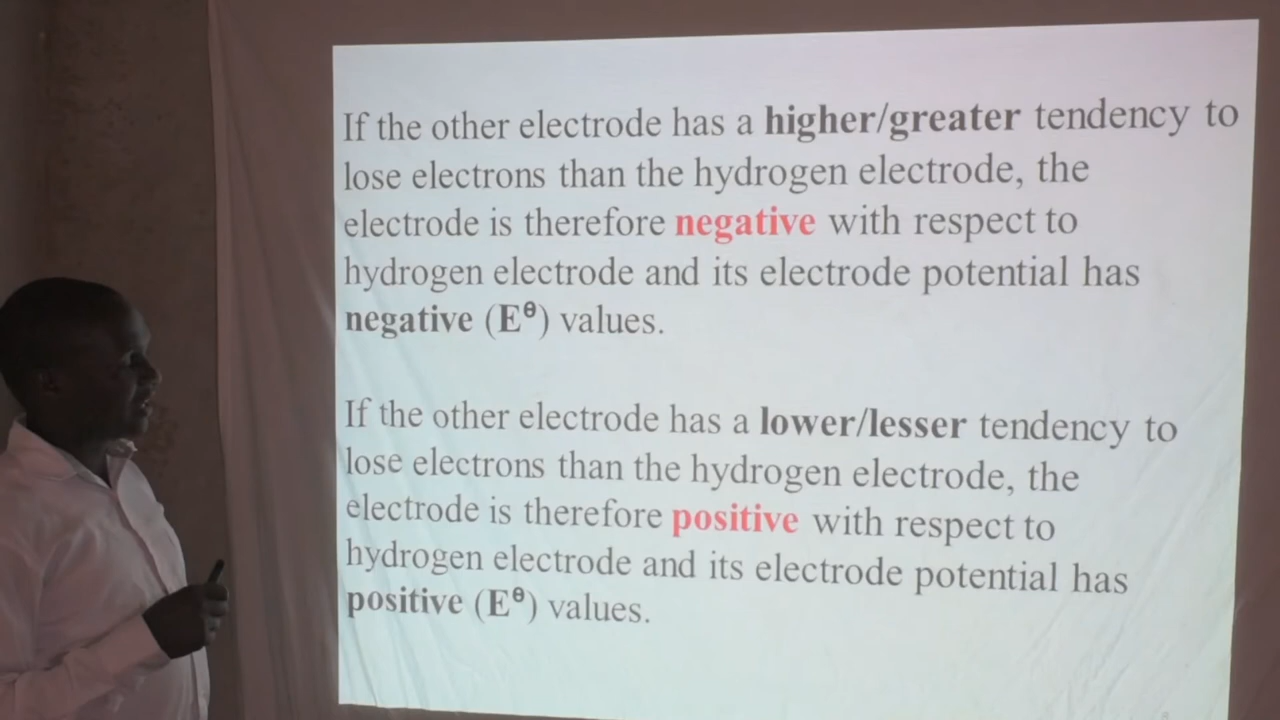 If the other electrode has a higher/greater tendency to
lose electrons than the hydrogen electrode, the
electrode is therefore negative with respect to
hydrogen electrode and its electrode potential has
negative (Eᶿ) values.
If the other electrode has a lower/lesser tendency to
lose electrons than the hydrogen electrode, the
electrode is therefore positive with respect to
hydrogen electrode and its electrode potential has
positive (Eᶿ) values.